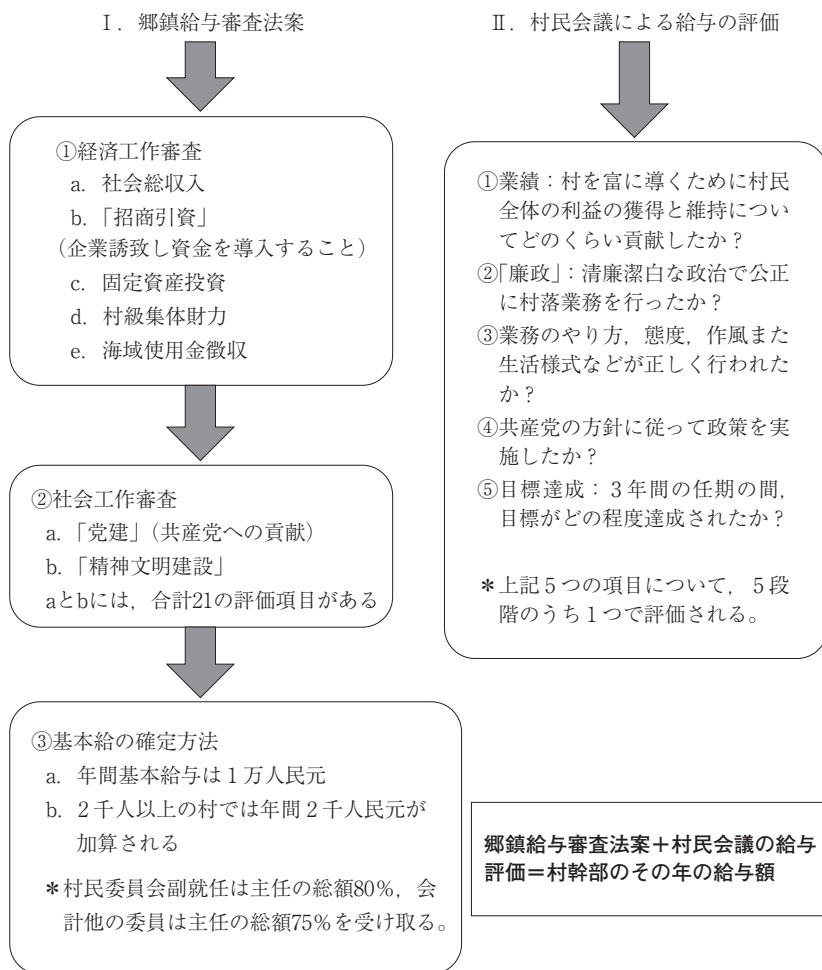 Ⅰ．郷鎮給与審査法案
①経済工作審査
a. 社会総収入
b. 「招商引資」
（企業誘致し資金を導入すること）
c. 固定資産投資
d. 村級集体財力
e. 海域使用金徴収
②社会工作審査
a. 「党建」（共産党への貢献）
b. 「精神文明建設」
aとbには，合計21の評価項目がある
③基本給の確定方法
a. 年間基本給与は１万人民元
b. ２千人以上の村では年間２千人民元が
加算される
＊村民委員会副就任は主任の総額80％，会
計他の委員は主任の総額75％を受け取る。
Ⅱ．村民会議による給与の評価
①業績：村を富に導くために村民
全体の利益の獲得と維持につい
てどのくらい貢献したか？
②「廉政」：清廉潔白な政治で公正
に村落業務を行ったか？
③業務のやり方，態度，作風また
生活様式などが正しく行われた
か？
④共産党の方針に従って政策を実
施したか？
⑤目標達成：３年間の任期の間，
目標がどの程度達成されたか？
＊上記５つの項目について，５段
階のうち１つで評価される。
郷鎮給与審査法案＋村民会議の給与
評価＝村幹部のその年の給与額